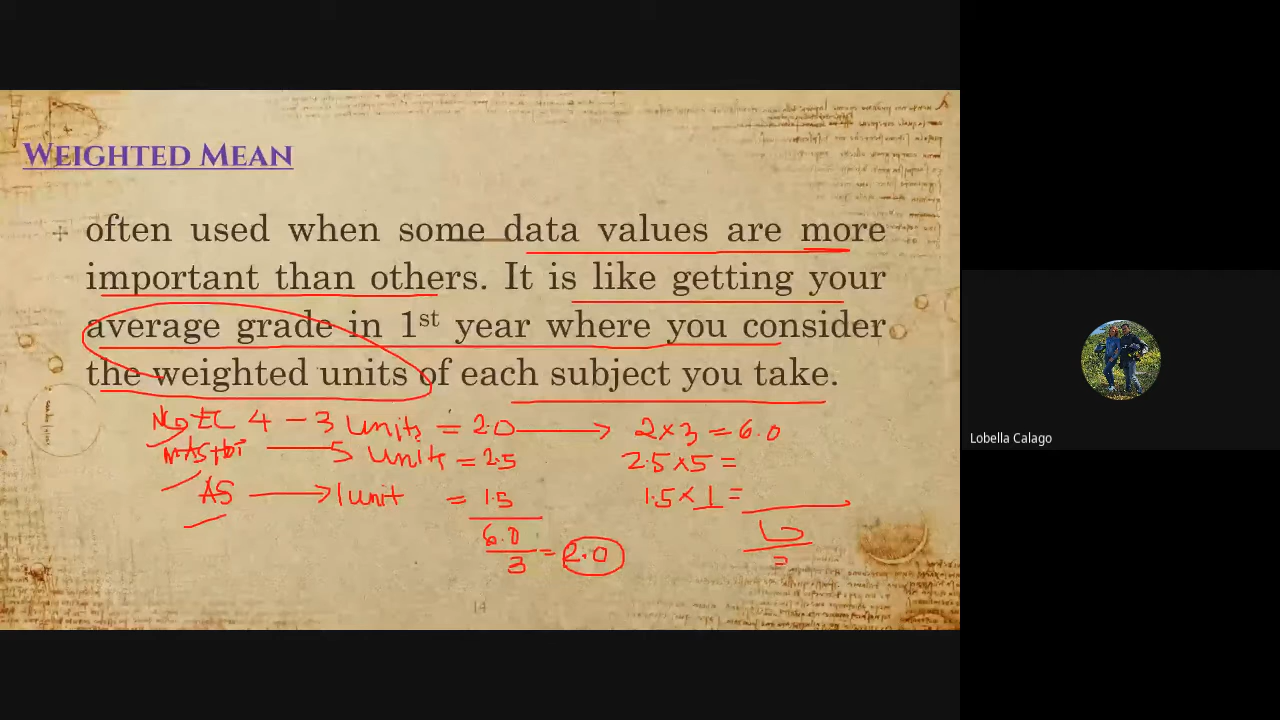 WEIGHTED MEAN
often used when some data values are more
important than others. It is like getting your
average grade in 1st year where you consider
the weighted units of each subject you take.
4 - 3 units = 2.0 → 2×3 = 6.0
5 units = 2.5 2.5×5 =
AS → 1 unit = 1.5 1.5×1 =
6.0
3 = 2.0
14
Lobella Calago